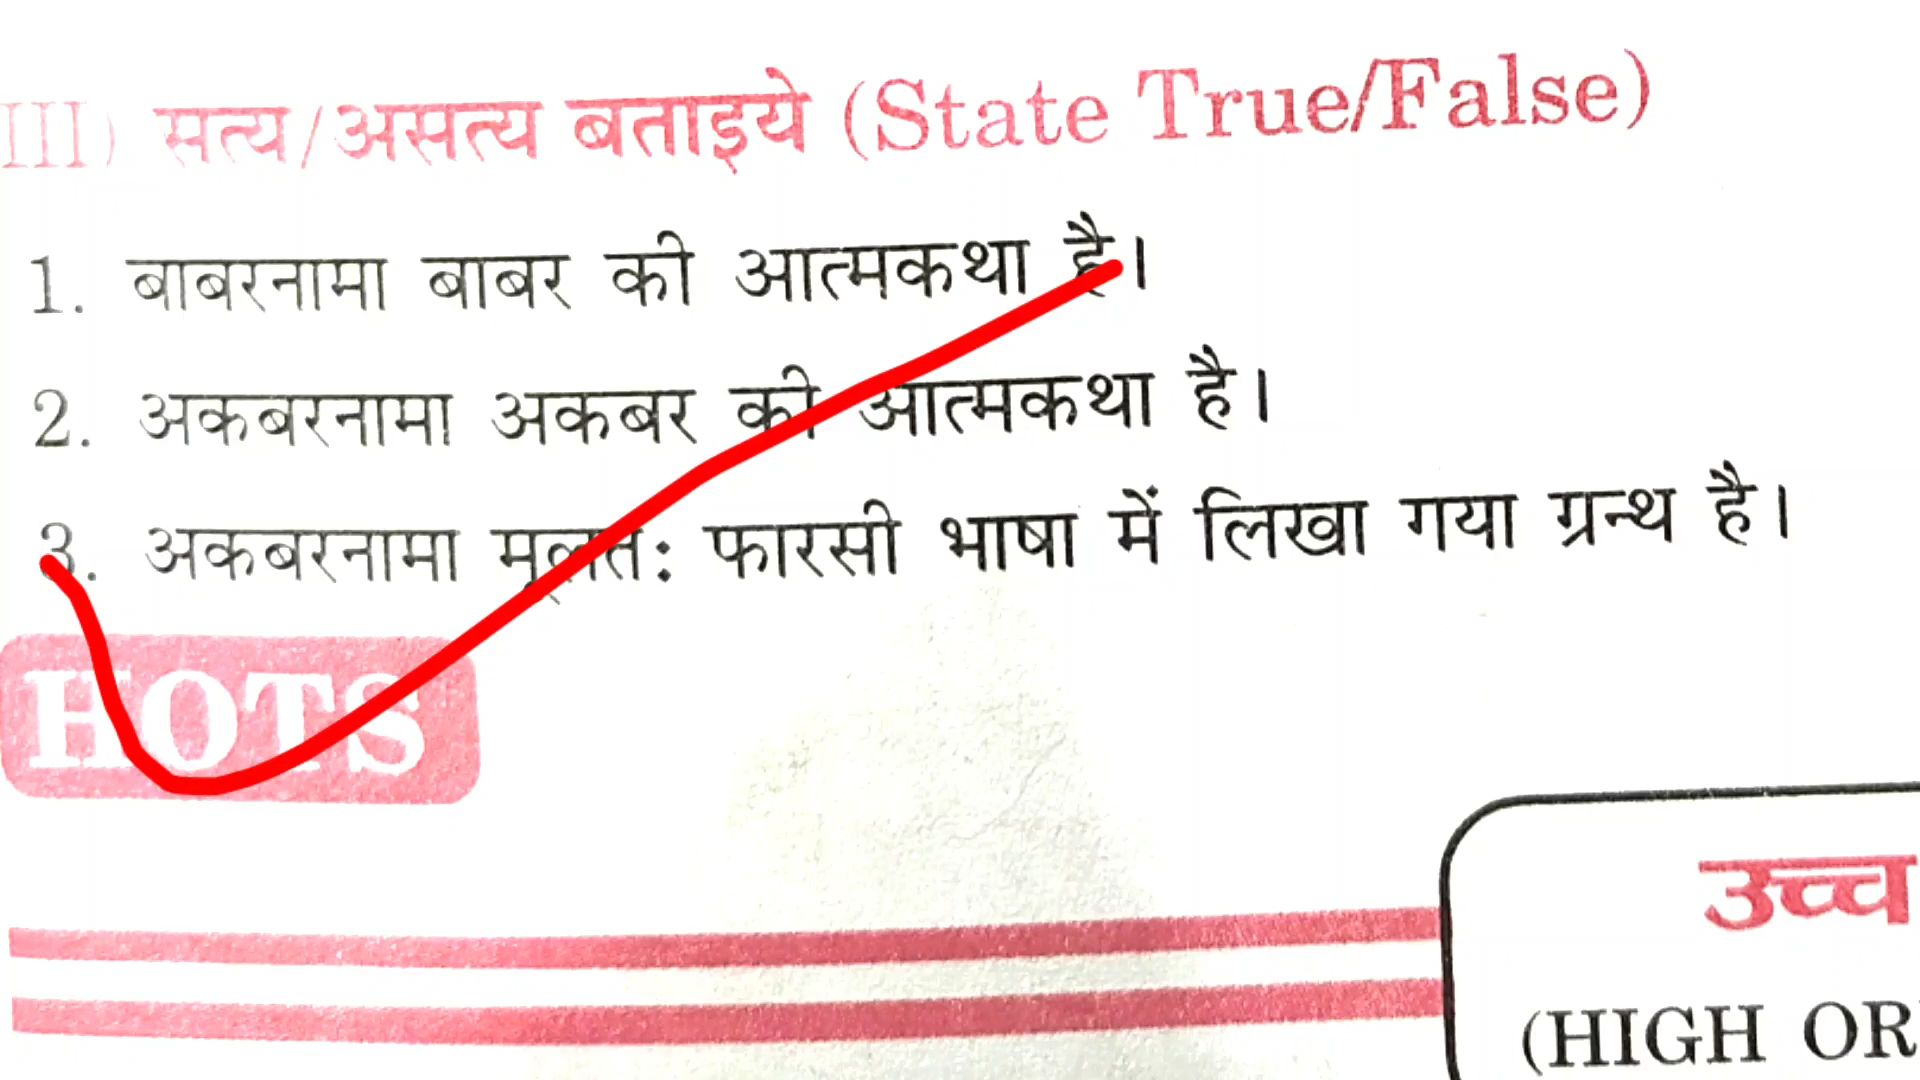 III) सत्य/असत्य बताइये (State True/False)
1. बाबरनामा बाबर की आत्मकथा है।
2. अकबरनामा अकबर की आत्मकथा है।
3. अकबरनामा मूलत: फारसी भाषा में लिखा गया ग्रन्थ है।
HOTS
उच्च
(HIGH OR